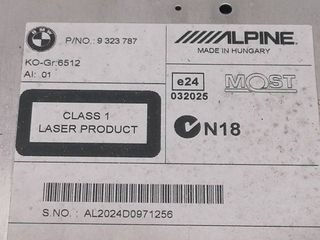 P/NO.: 9 323 787
ALPINE
MADE IN HUNGARY
KO-Gr:6512
AI: 01
e24
032025
MOST
CLASS 1
LASER PRODUCT
N18
S.NO. : AL2024D0971256